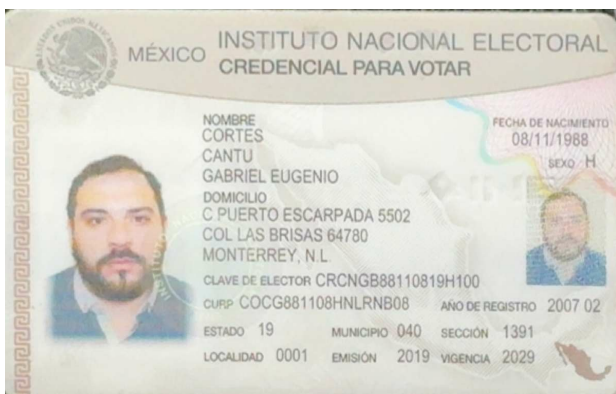 MÉXICO INSTITUTO NACIONAL ELECTORAL
CREDENCIAL PARA VOTAR
NOMBRE
CORTES
CANTU
GABRIEL EUGENIO
FECHA DE NACIMIENTO
08/11/1988
SEXO H
DOMICILIO
C PUERTO ESCARPADA 5502
COL LAS BRISAS 64780
MONTERREY, N.L.
CLAVE DE ELECTOR CRCNGB88110819H100
CURP COCG881108HNLRNB08 AÑO DE REGISTRO 2007 02
ESTADO 19 MUNICIPIO 040 SECCIÓN 1391
LOCALIDAD 0001 EMISIÓN 2019 VIGENCIA 2029